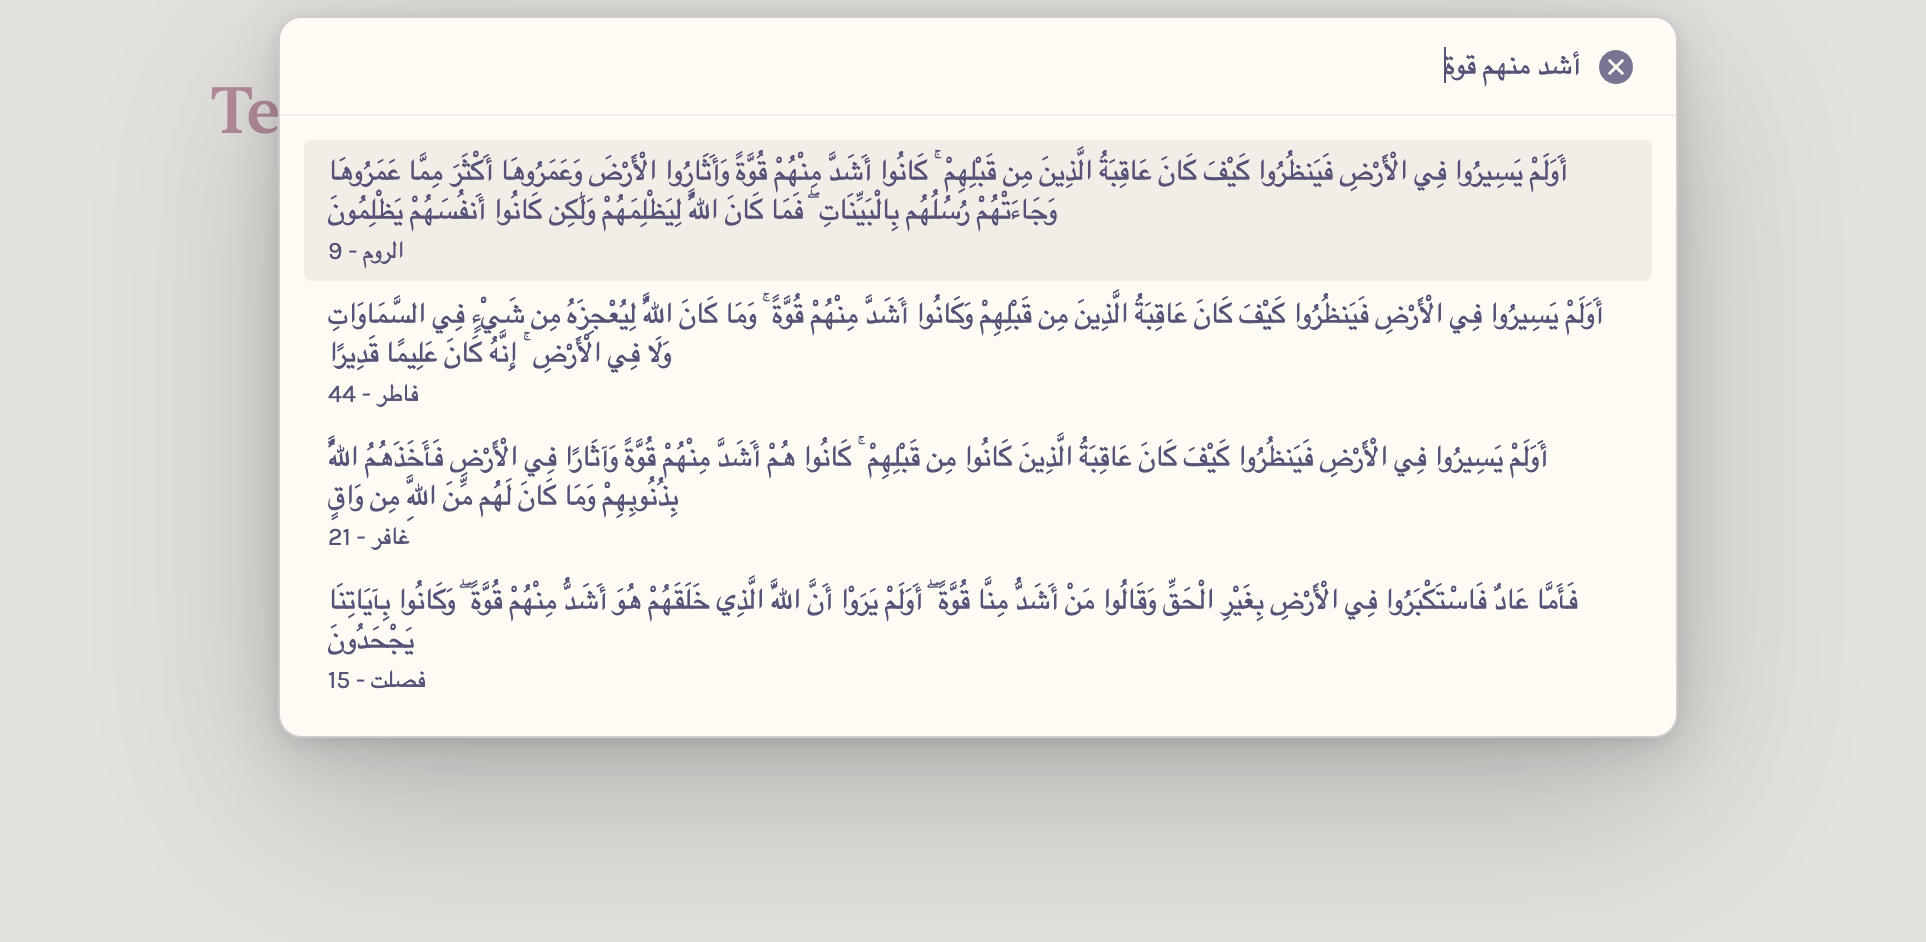 أشد منهم قوة
Te
أَوَلَمْ يَسِيرُوا فِي الْأَرْضِ فَيَنظُرُوا كَيْفَ كَانَ عَاقِبَةُ الَّذِينَ مِن قَبْلِهِمْ ۚ كَانُوا أَشَدَّ مِنْهُمْ قُوَّةً وَأَثَارُوا الْأَرْضَ وَعَمَرُوهَا أَكْثَرَ مِمَّا عَمَرُوهَا
وَجَاءَتْهُمْ رُسُلُهُم بِالْبَيِّنَاتِ ۖ فَمَا كَانَ اللَّهُ لِيَظْلِمَهُمْ وَلَٰكِن كَانُوا أَنفُسَهُمْ يَظْلِمُونَ
الروم - 9
أَوَلَمْ يَسِيرُوا فِي الْأَرْضِ فَيَنظُرُوا كَيْفَ كَانَ عَاقِبَةُ الَّذِينَ مِن قَبْلِهِمْ وَكَانُوا أَشَدَّ مِنْهُمْ قُوَّةً ۚ وَمَا كَانَ اللَّهُ لِيُعْجِزَهُ مِن شَيْءٍ فِي السَّمَاوَاتِ
وَلَا فِي الْأَرْضِ ۚ إِنَّهُ كَانَ عَلِيمًا قَدِيرًا
فاطر - 44
أَوَلَمْ يَسِيرُوا فِي الْأَرْضِ فَيَنظُرُوا كَيْفَ كَانَ عَاقِبَةُ الَّذِينَ كَانُوا مِن قَبْلِهِمْ ۚ كَانُوا هُمْ أَشَدَّ مِنْهُمْ قُوَّةً وَآثَارًا فِي الْأَرْضِ فَأَخَذَهُمُ اللَّهُ
بِذُنُوبِهِمْ وَمَا كَانَ لَهُم مِّنَ اللَّهِ مِن وَاقٍ
غافر - 21
فَأَمَّا عَادٌ فَاسْتَكْبَرُوا فِي الْأَرْضِ بِغَيْرِ الْحَقِّ وَقَالُوا مَنْ أَشَدُّ مِنَّا قُوَّةً ۖ أَوَلَمْ يَرَوْا أَنَّ اللَّهَ الَّذِي خَلَقَهُمْ هُوَ أَشَدُّ مِنْهُمْ قُوَّةً ۖ وَكَانُوا بِآيَاتِنَا
يَجْحَدُونَ
فصلت - 15